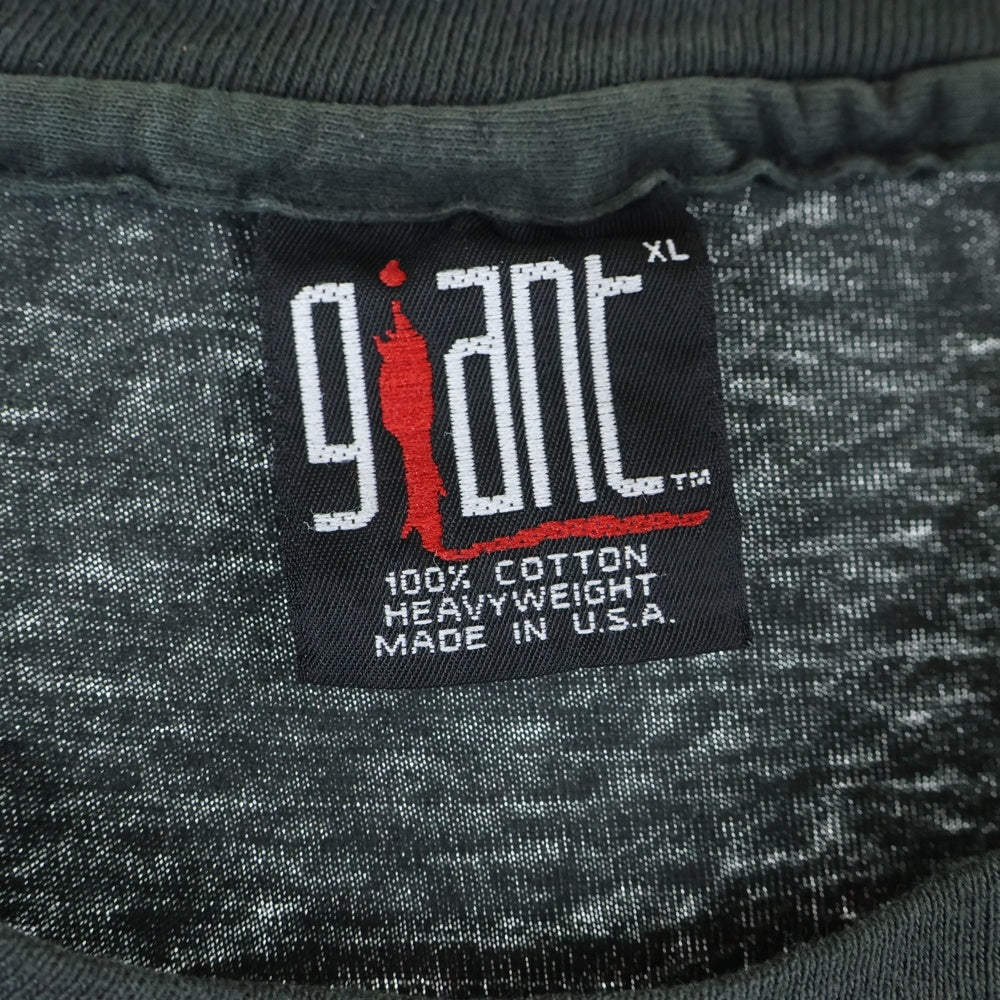 giant XL
™
100% COTTON
HEAVYWEIGHT
MADE IN U.S.A.